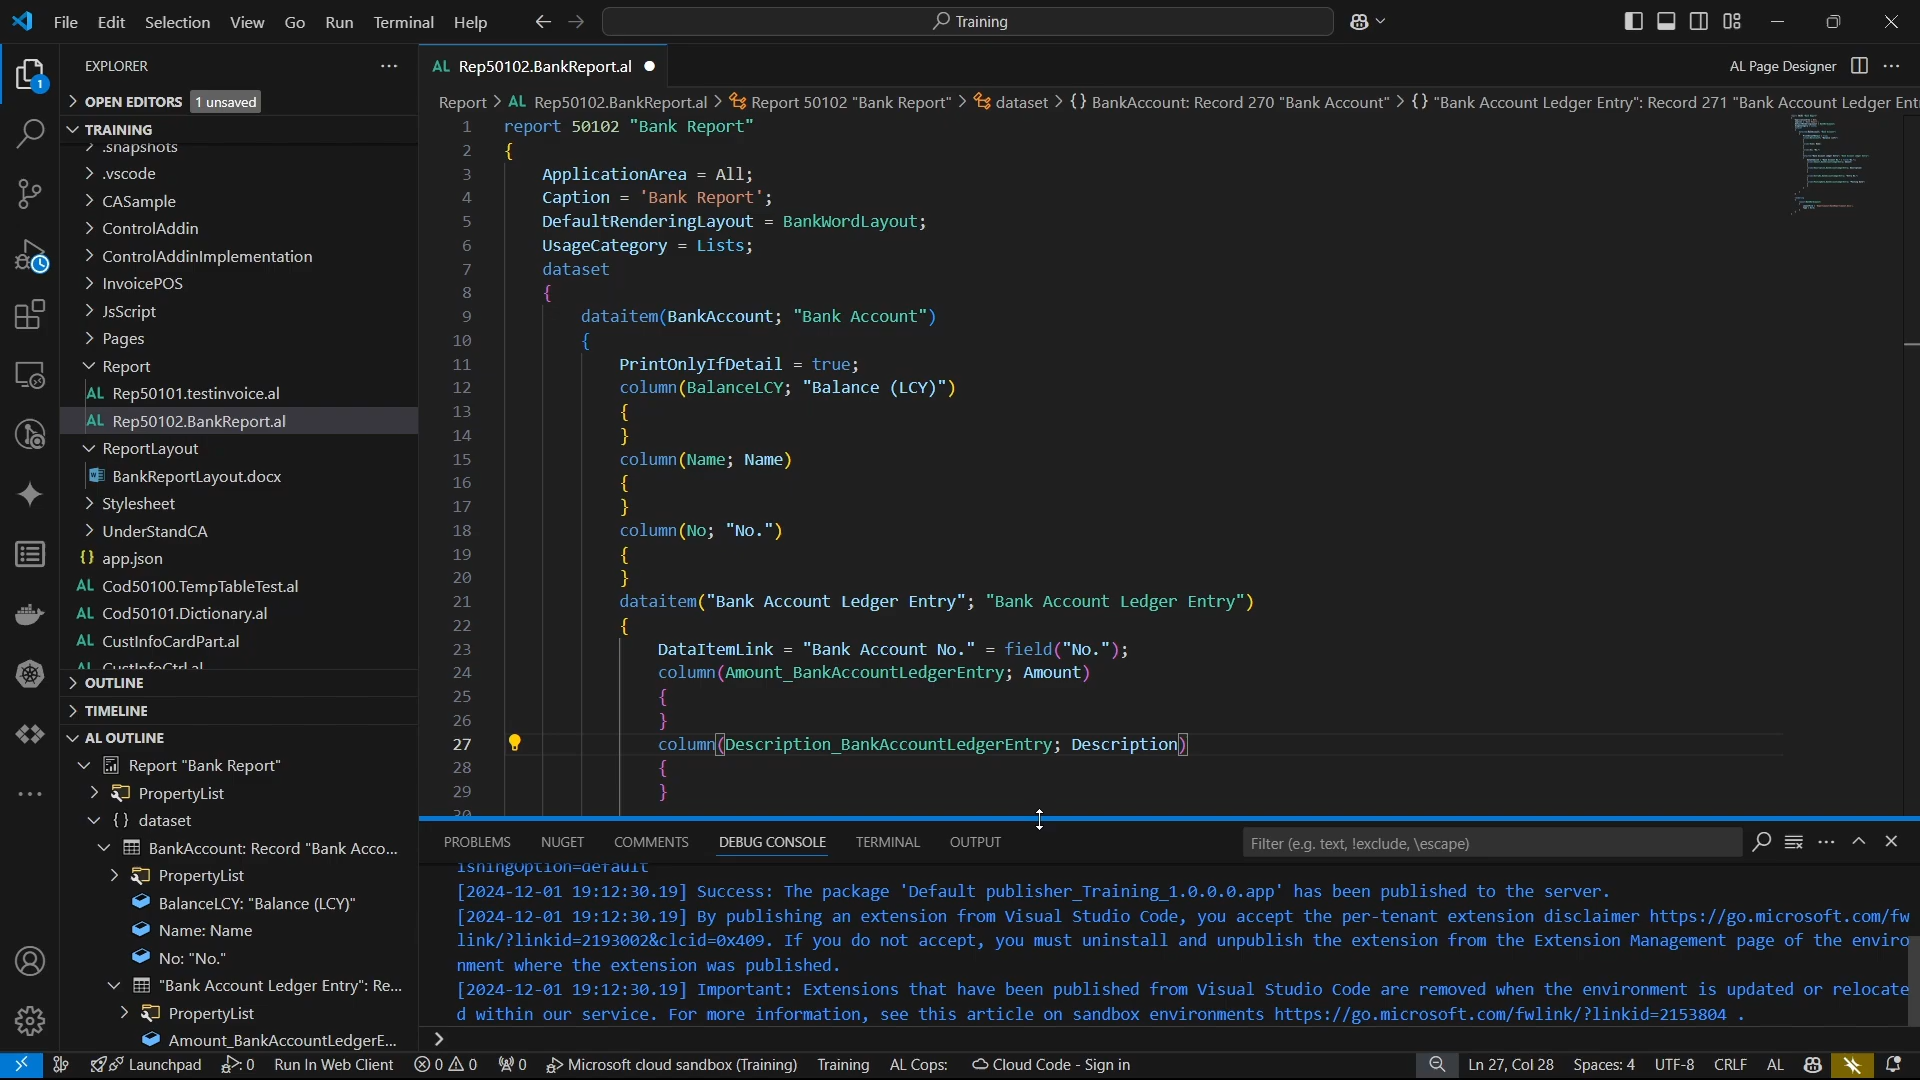 File Edit Selection View Go Run Terminal Help
Training
EXPLORER
OPEN EDITORS 1 unsaved
TRAINING
.snapshots
.vscode
CASample
ControlAddin
ControlAddinImplementation
InvoicePOS
JsScript
Pages
Report
AL Rep50101.testinvoice.al
AL Rep50102.BankReport.al
ReportLayout
BankReportLayout.docx
Stylesheet
UnderStandCA
{} app.json
AL Cod50100.TempTableTest.al
AL Cod50101.Dictionary.al
AL CustInfoCardPart.al
AL CustInfoCtrl.al
OUTLINE
TIMELINE
AL OUTLINE
Report "Bank Report"
PropertyList
{} dataset
BankAccount: Record "Bank Acco...
PropertyList
BalanceLCY: "Balance (LCY)"
Name: Name
No: "No."
"Bank Account Ledger Entry": Re...
PropertyList
Amount_BankAccountLedgerE...
AL Rep50102.BankReport.al
AL Page Designer
Report > AL Rep50102.BankReport.al > Report 50102 "Bank Report" > dataset > {} BankAccount: Record 270 "Bank Account" > {} "Bank Account Ledger Entry": Record 271 "Bank Account Ledger Ent
1 report 50102 "Bank Report"
2 {
3 ApplicationArea = All;
4 Caption = 'Bank Report';
5 DefaultRenderingLayout = BankWordLayout;
6 UsageCategory = Lists;
7 dataset
8 {
9 dataitem(BankAccount; "Bank Account")
10 {
11 PrintOnlyIfDetail = true;
12 column(BalanceLCY; "Balance (LCY)")
13 {
14 }
15 column(Name; Name)
16 {
17 }
18 column(No; "No.")
19 {
20 }
21 dataitem("Bank Account Ledger Entry"; "Bank Account Ledger Entry")
22 {
23 DataItemLink = "Bank Account No." = field("No.");
24 column(Amount_BankAccountLedgerEntry; Amount)
25 {
26 }
27 column(Description_BankAccountLedgerEntry; Description)
28 {
29 }
30
PROBLEMS NUGET COMMENTS DEBUG CONSOLE TERMINAL OUTPUT
Filter (e.g. text, !exclude, \escape)
ishingOption=default
[2024-12-01 19:12:30.19] Success: The package 'Default publisher_Training_1.0.0.0.app' has been published to the server.
[2024-12-01 19:12:30.19] By publishing an extension from Visual Studio Code, you accept the per-tenant extension disclaimer https://go.microsoft.com/fw
link/?linkid=2193002&clcid=0x409. If you do not accept, you must uninstall and unpublish the extension from the Extension Management page of the enviro
nment where the extension was published.
[2024-12-01 19:12:30.19] Important: Extensions that have been published from Visual Studio Code are removed when the environment is updated or relocate
d within our service. For more information, see this article on sandbox environments https://go.microsoft.com/fwlink/?linkid=2153804 .
Launchpad 0 Run In Web Client 0 0 0 Microsoft cloud sandbox (Training) Training AL Cops: Cloud Code - Sign in Ln 27, Col 28 Spaces: 4 UTF-8 CRLF AL